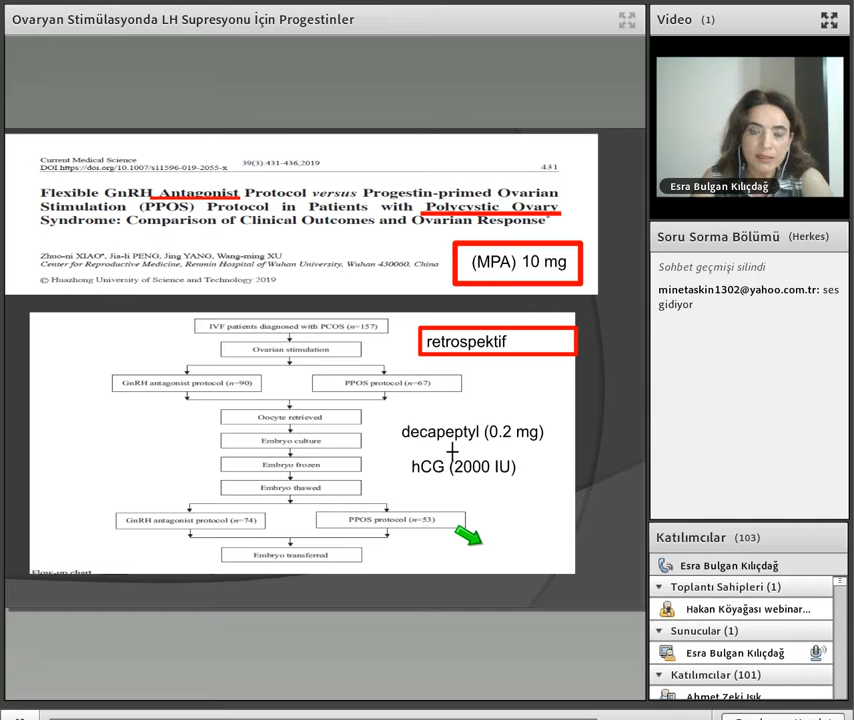 Ovaryan Stimülasyonda LH Supresyonu İçin Progestinler
Current Medical Science
DOI https://doi.org/10.1007/s11596-019-2055-x
39(3):431-436,2019
431
Flexible GnRH Antagonist Protocol versus Progestin-primed Ovarian
Stimulation (PPOS) Protocol in Patients with Polycystic Ovary
Syndrome: Comparison of Clinical Outcomes and Ovarian Response*
Zhuo-ni XIAO#, Jia-li PENG, Jing YANG, Wang-ming XU
Center for Reproductive Medicine, Renmin Hospital of Wuhan University, Wuhan 430060, China
© Huazhong University of Science and Technology 2019
(MPA) 10 mg
IVF patients diagnosed with PCOS (n=157)
retrospektif
Ovarian stimulation
GnRH antagonist protocol (n=90)
PPOS protocol (n=67)
Oocyte retrieved
Embryo culture
Embryo frozen
Embryo thawed
decapeptyl (0.2 mg)
+
hCG (2000 IU)
GnRH antagonist protocol (n=74)
PPOS protocol (n=53)
Embryo transferred
Flow-up chart
Video (1)
Esra Bulgan Kılıçdağ
Soru Sorma Bölümü (Herkes)
Sohbet geçmişi silindi
minetaskin1302@yahoo.com.tr: ses
gidiyor
Katılımcılar (103)
Esra Bulgan Kılıçdağ
Toplantı Sahipleri (1)
Hakan Köyağası webinar...
Sunucular (1)
Esra Bulgan Kılıçdağ
Katılımcılar (101)
Ahmet Zeki Işık